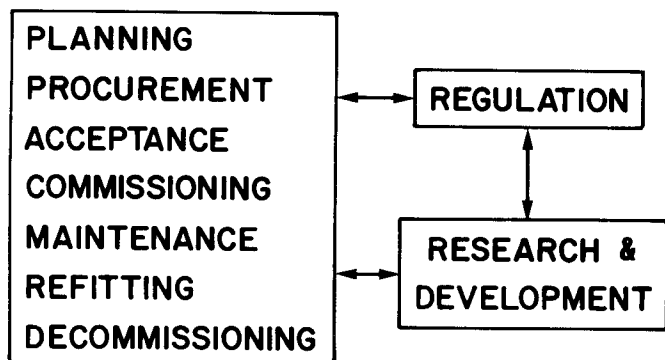 PLANNING
PROCUREMENT
ACCEPTANCE
COMMISSIONING
MAINTENANCE
REFITTING
DECOMMISSIONING
REGULATION
RESEARCH &
DEVELOPMENT